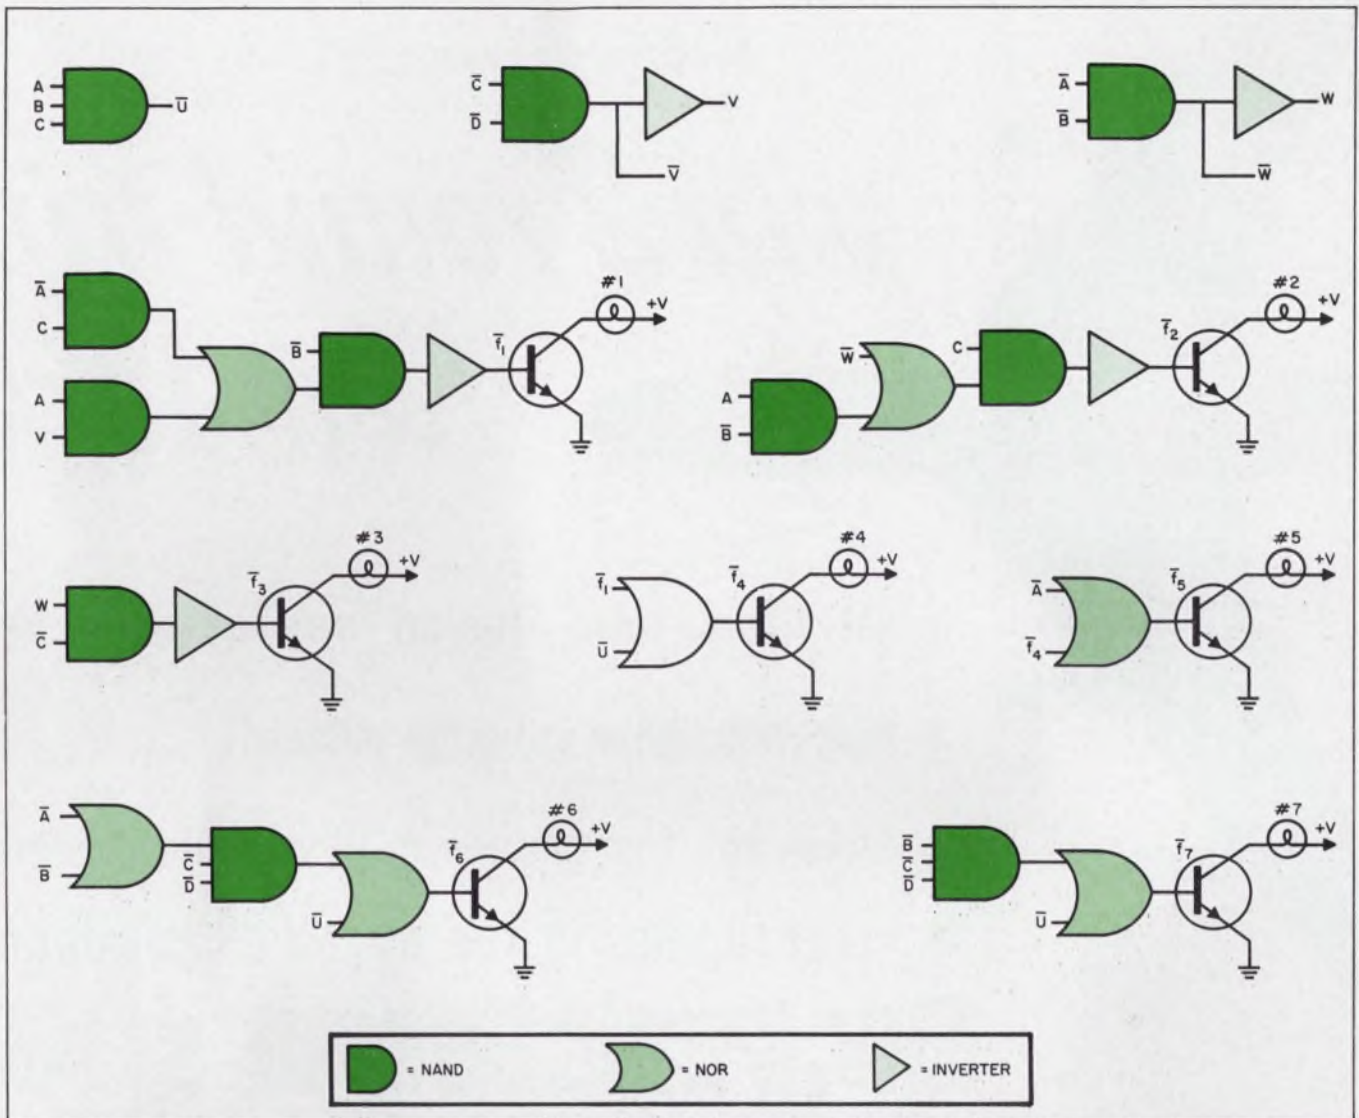 A
B
C
U̅
C̅
D̅
V
V̅
A̅
B̅
W
W̅
A̅
C
A
V
B̅
f̅₁
#1
+V
A
B̅
W̅
C
f̅₂
#2
+V
W
C̅
f̅₃
#3
+V
f̅₁
U̅
f̅₄
#4
+V
A̅
f̅₄
f̅₅
#5
+V
A̅
B̅
C̅
D̅
U̅
f̅₆
#6
+V
B̅
C̅
D̅
U̅
f̅₇
#7
+V
= NAND = NOR = INVERTER